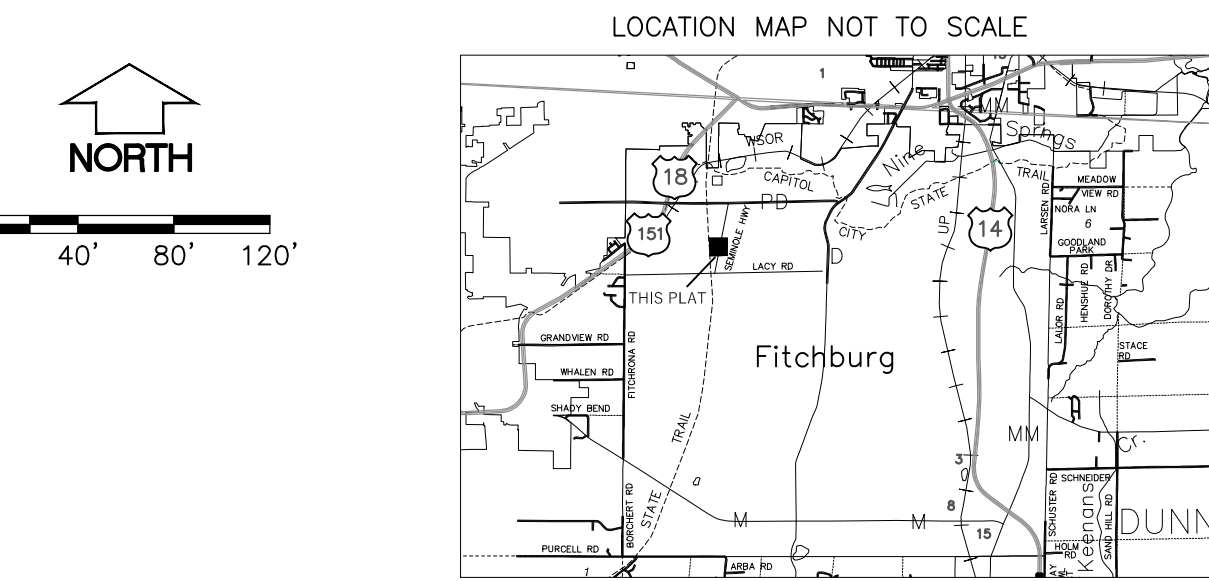 LOCATION MAP NOT TO SCALE
NORTH
40'
80'
120'
1
MM
Springs
WSOR
Nine
18
CAPITOL
TRAIL
MEADOW
VIEW RD
PD
STATE
LARSEN RD
NORA LN
6
151
SEMINOLE HWY
CITY
UP
14
GOODLAND
PARK
D
LACY RD
THIS PLAT
HENSHUE RD
DOROTHY DR
LALOR RD
GRANDVIEW RD
FITCHRONA RD
Fitchburg
STACE
RD
WHALEN RD
SHADY BEND
TRAIL
MM
Cr.
3
0
SCHNEIDER
STATE
BORCHERT RD
8
SCHUSTER RD
Keenans
SAND HILL RD
DUNN
M
M
15
PURCELL RD
HOLM
RD
ARBA RD
1